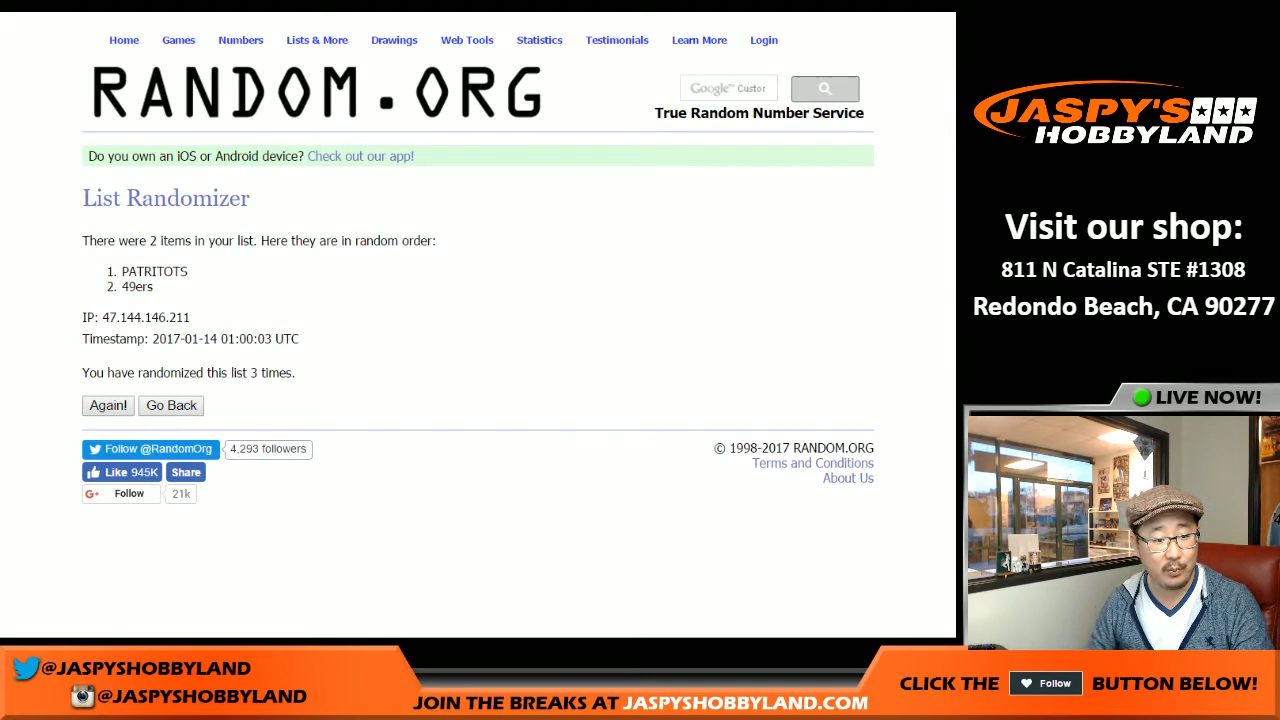 Home Games Numbers Lists & More Drawings Web Tools Statistics Testimonials Learn More Login
RANDOM.ORG
Google™ Custor
True Random Number Service
Do you own an iOS or Android device? Check out our app!
List Randomizer
There were 2 items in your list. Here they are in random order:
1. PATRITOTS
2. 49ers
IP: 47.144.146.211
Timestamp: 2017-01-14 01:00:03 UTC
You have randomized this list 3 times.
Again! Go Back
Follow @RandomOrg 4,293 followers
Like 945K Share
G+ Follow 21k
© 1998-2017 RANDOM.ORG
Terms and Conditions
About Us
JASPY'S
HOBBYLAND
Visit our shop:
811 N Catalina STE #1308
Redondo Beach, CA 90277
LIVE NOW!
@JASPYSHOBBYLAND
@JASPYSHOBBYLAND
JOIN THE BREAKS AT JASPYSHOBBYLAND.COM
CLICK THE Follow BUTTON BELOW!